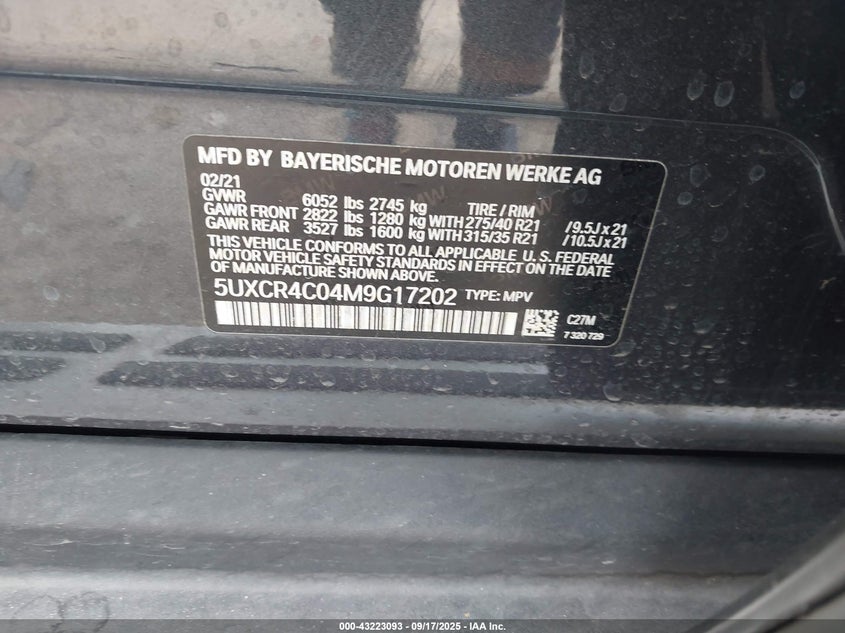 MFD BY BAYERISCHE MOTOREN WERKE AG
02/21
GVWR 6052 lbs 2745 kg TIRE / RIM
GAWR FRONT 2822 lbs 1280 kg WITH 275/40 R21 / 9.5J x 21
GAWR REAR 3527 lbs 1600 kg WITH 315/35 R21 / 10.5J x 21
THIS VEHICLE CONFORMS TO ALL APPLICABLE U. S. FEDERAL
MOTOR VEHICLE SAFETY STANDARDS IN EFFECT ON THE DATE
OF MANUFACTURE SHOWN ABOVE.
5UXCR4C04M9G17202 TYPE: MPV
C27M
7 320 729
000-43223093 - 09/17/2025 - IAA Inc.